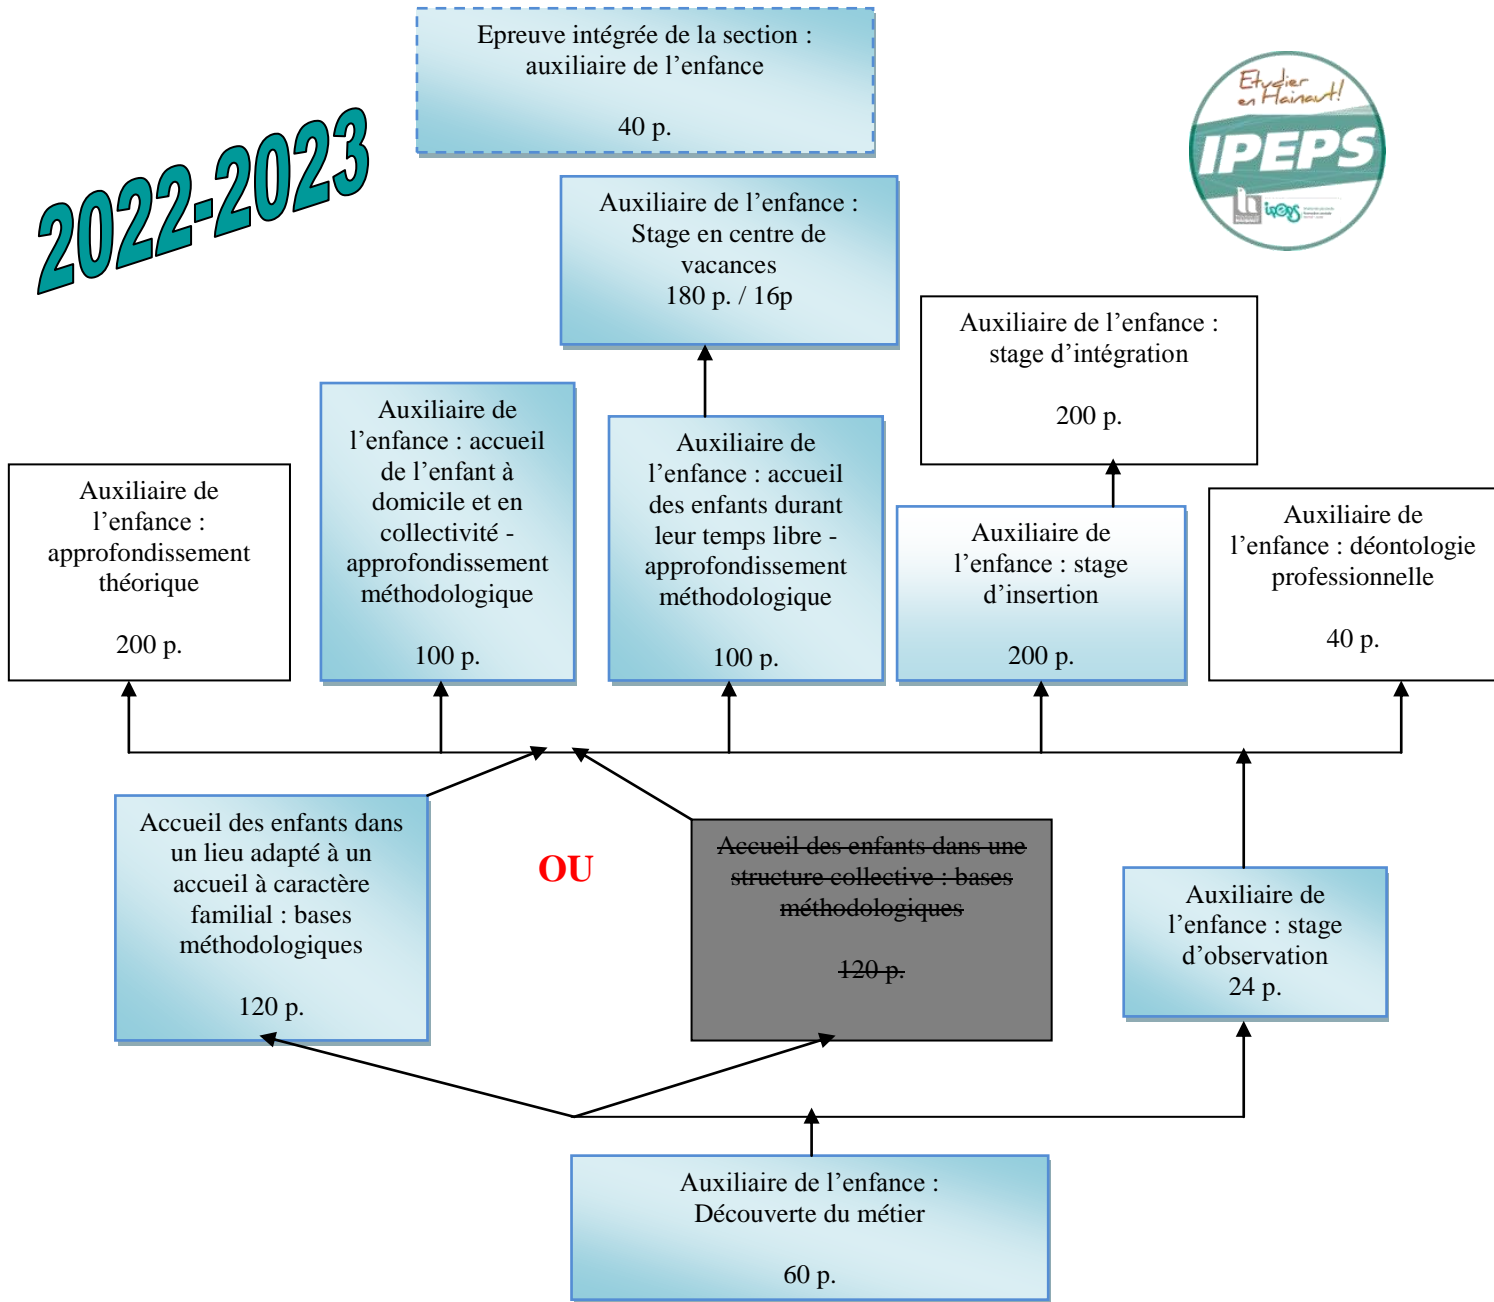 Epreuve intégrée de la section :
auxiliaire de l'enfance
40 p.
2022-2023
Etudier
en Hainaut!
IPEPS
ipeps
Auxiliaire de l'enfance :
Stage en centre de
vacances
180 p. / 16p
Auxiliaire de l'enfance :
stage d'intégration
200 p.
Auxiliaire de
l'enfance :
approfondissement
théorique
200 p.
Auxiliaire de
l'enfance : accueil
de l'enfant à
domicile et en
collectivité -
approfondissement
méthodologique
100 p.
Auxiliaire de
l'enfance : accueil
des enfants durant
leur temps libre -
approfondissement
méthodologique
100 p.
Auxiliaire de
l'enfance : stage
d'insertion
200 p.
Auxiliaire de
l'enfance : déontologie
professionnelle
40 p.
Accueil des enfants dans
un lieu adapté à un
accueil à caractère
familial : bases
méthodologiques
120 p.
OU
Accueil des enfants dans une
structure collective : bases
méthodologiques
120 p.
Auxiliaire de
l'enfance : stage
d'observation
24 p.
Auxiliaire de l'enfance :
Découverte du métier
60 p.